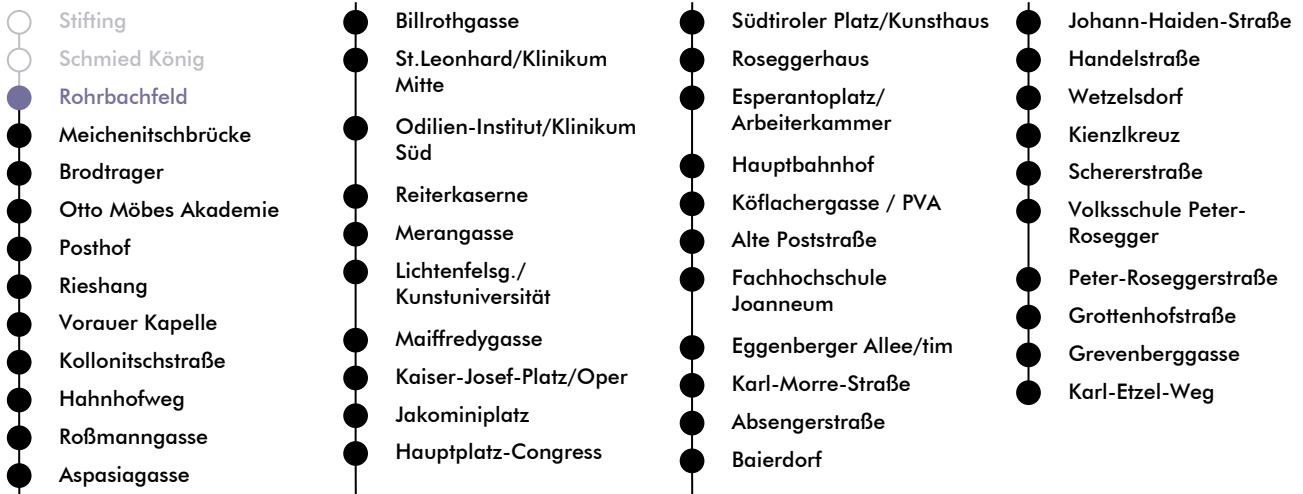 Stifting
Schmied König
Rohrbachfeld
Meichenitschbrücke
Brodtrager
Otto Möbes Akademie
Posthof
Rieshang
Vorauer Kapelle
Kollonitschstraße
Hahnhofweg
Roßmanngasse
Aspasiagasse
Billrothgasse
St.Leonhard/Klinikum
Mitte
Odilien-Institut/Klinikum
Süd
Reiterkaserne
Merangasse
Lichtenfelsg./
Kunstuniversität
Maiffredygasse
Kaiser-Josef-Platz/Oper
Jakominiplatz
Hauptplatz-Congress
Südtiroler Platz/Kunsthaus
Roseggerhaus
Esperantoplatz/
Arbeiterkammer
Hauptbahnhof
Köflachergasse / PVA
Alte Poststraße
Fachhochschule
Joanneum
Eggenberger Allee/tim
Karl-Morre-Straße
Absengerstraße
Baierdorf
Johann-Haiden-Straße
Handelstraße
Wetzelsdorf
Kienzlkreuz
Schererstraße
Volksschule Peter-
Rosegger
Peter-Roseggerstraße
Grottenhofstraße
Grevenberggasse
Karl-Etzel-Weg